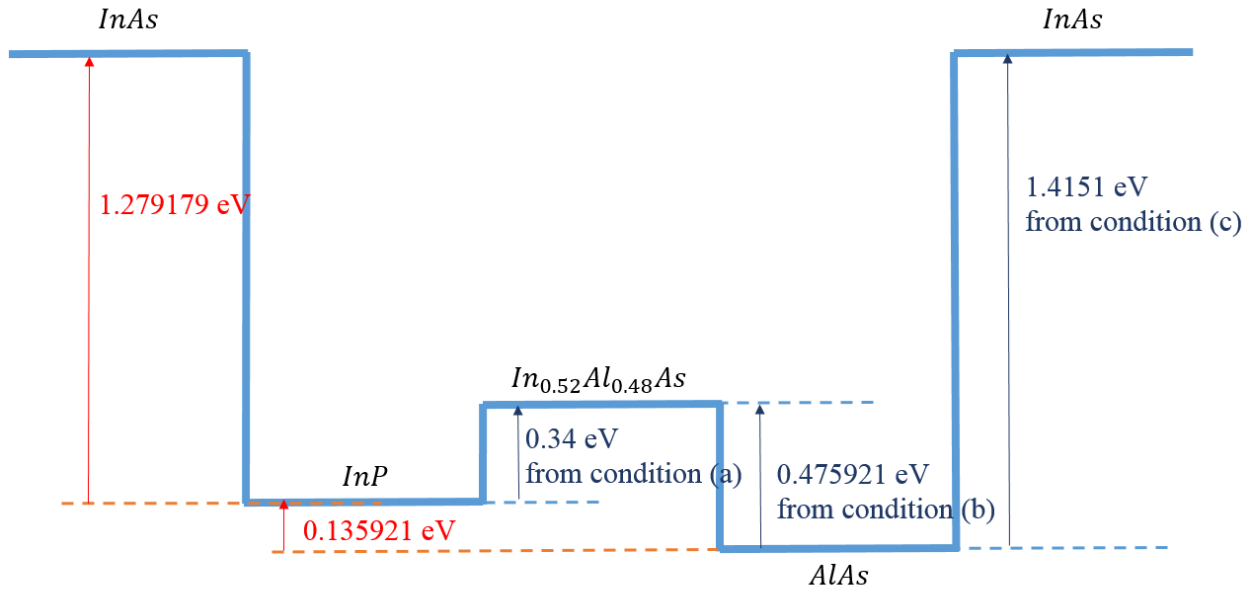 InAs
InAs
1.279179 eV
1.4151 eV
from condition (c)
In₀.₅₂Al₀.₄₈As
0.34 eV
from condition (a)
0.475921 eV
from condition (b)
InP
0.135921 eV
AlAs